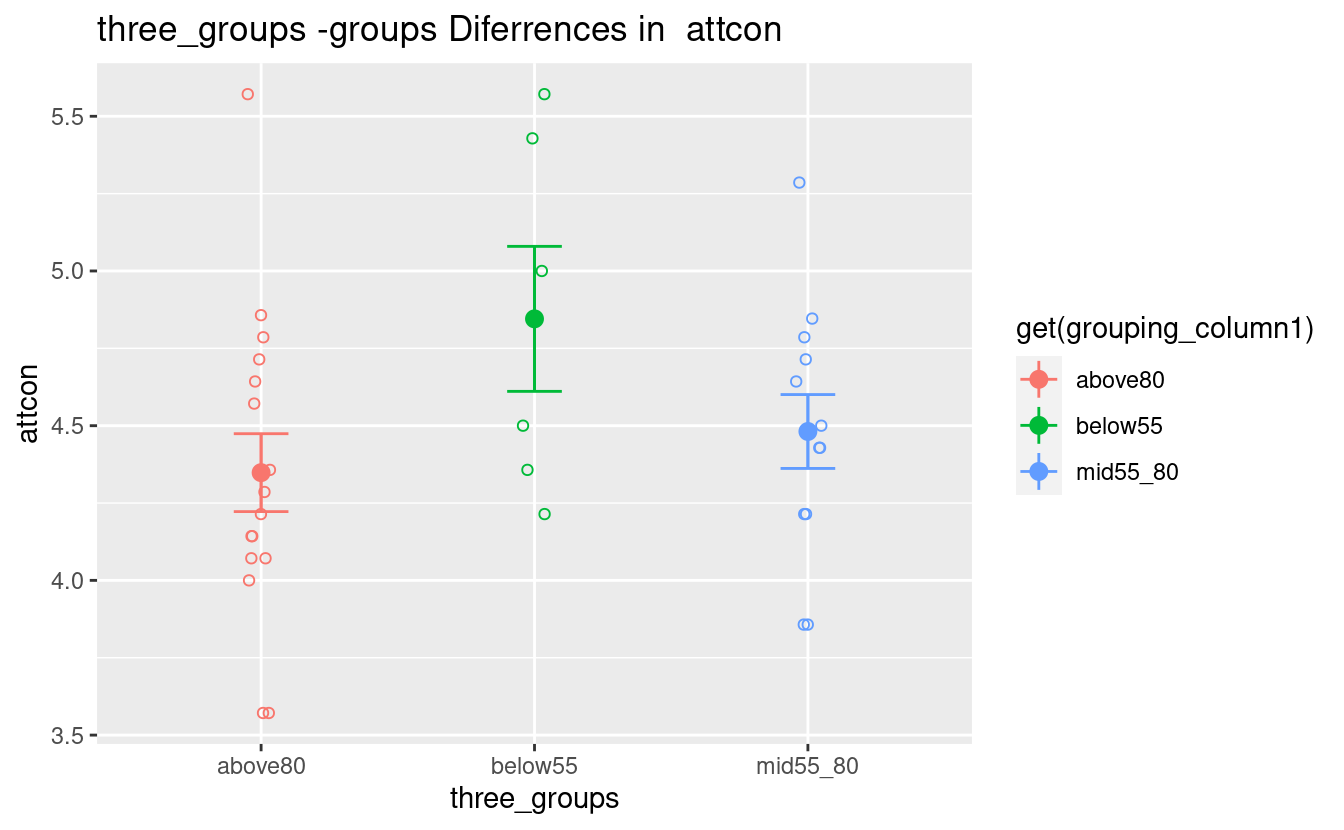 three_groups -groups Diferrences in  attcon
5.5
5.0
4.5
4.0
3.5
attcon
above80
below55
mid55_80
three_groups
get(grouping_column1)
above80
below55
mid55_80